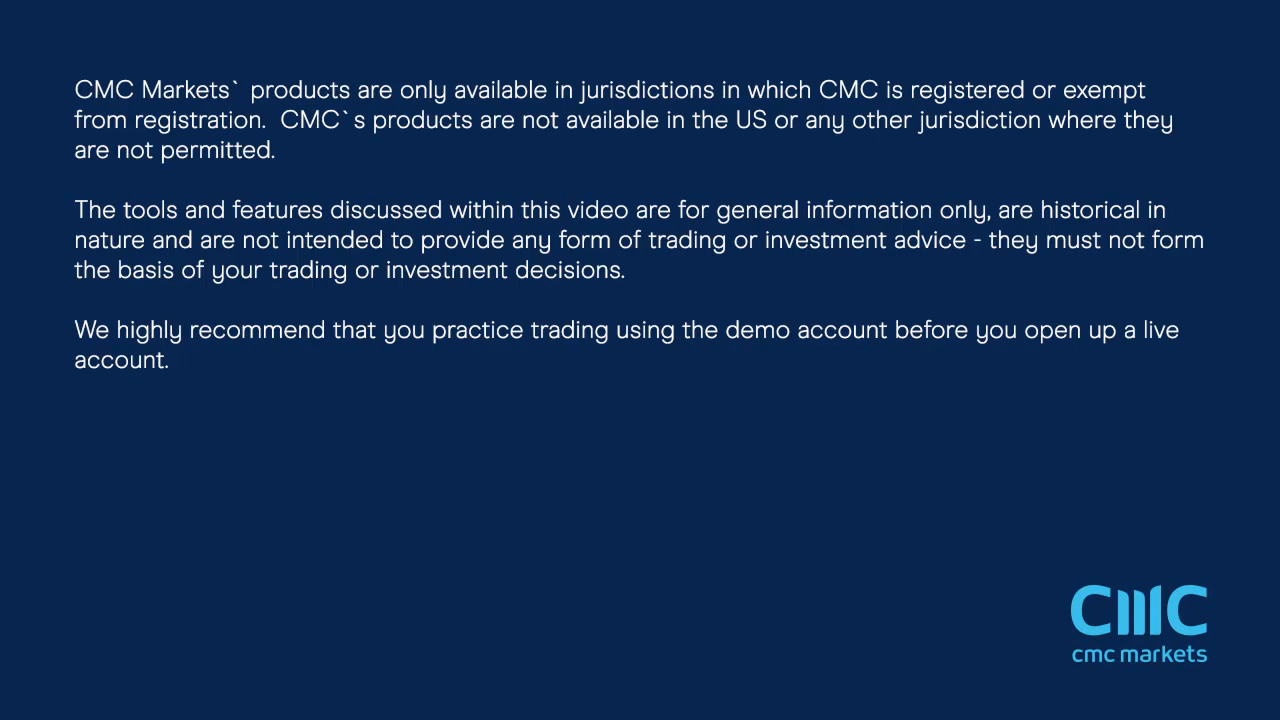 CMC Markets` products are only available in jurisdictions in which CMC is registered or exempt
from registration.  CMC`s products are not available in the US or any other jurisdiction where they
are not permitted.
The tools and features discussed within this video are for general information only, are historical in
nature and are not intended to provide any form of trading or investment advice - they must not form
the basis of your trading or investment decisions.
We highly recommend that you practice trading using the demo account before you open up a live
account.
CMC
cmc markets